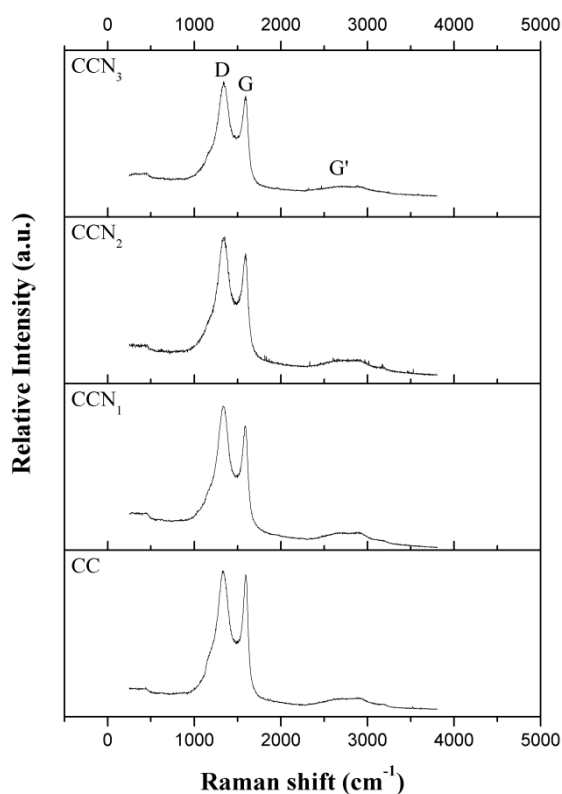 0 1000 2000 3000 4000 5000
CCN₃
D
G
G'
CCN₂
CCN₁
CC
0 1000 2000 3000 4000 5000
Raman shift (cm⁻¹)
Relative Intensity (a.u.)